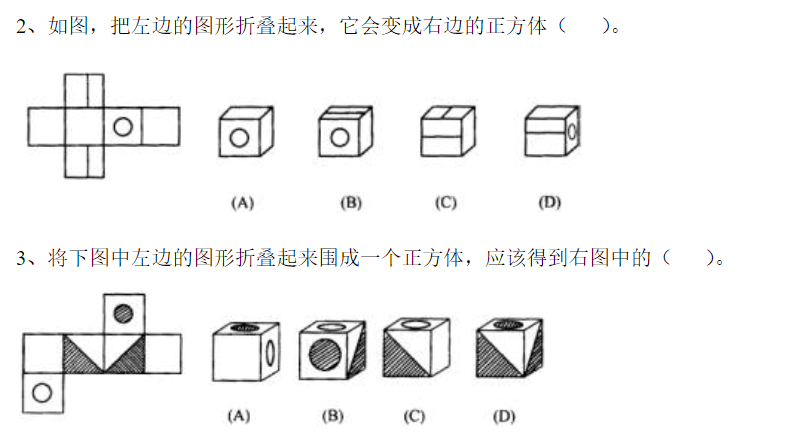 2、如图，把左边的图形折叠起来，它会变成右边的正方体（　　）。
(A) (B) (C) (D)
3、将下图中左边的图形折叠起来围成一个正方体，应该得到右图中的（　　）。
(A) (B) (C) (D)